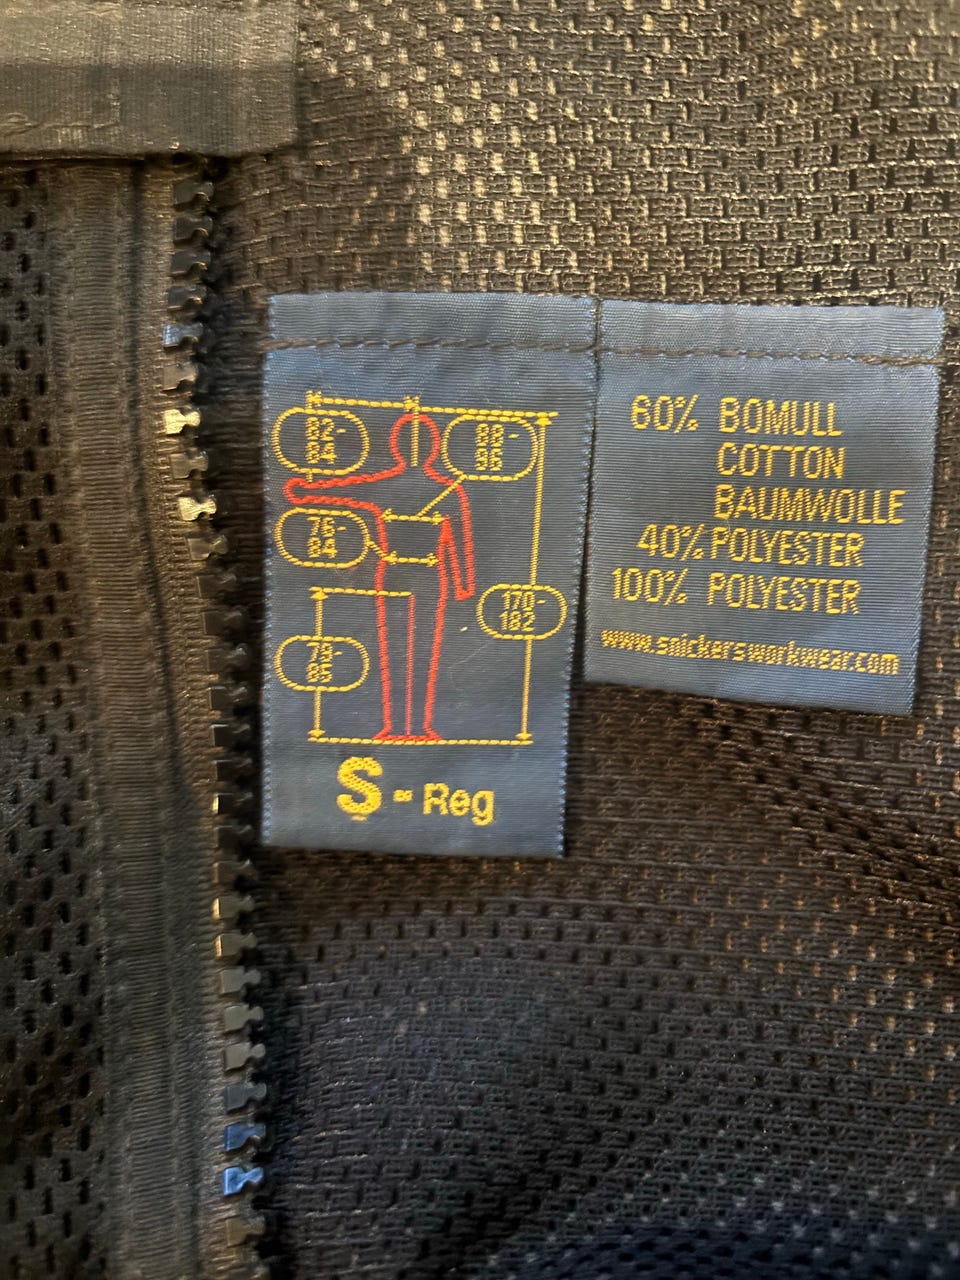 82-
84
88-
96
76-
84
170-
182
79-
85
S - Reg
60% BOMULL
COTTON
BAUMWOLLE
40% POLYESTER
100% POLYESTER
www.snickersworkwear.com